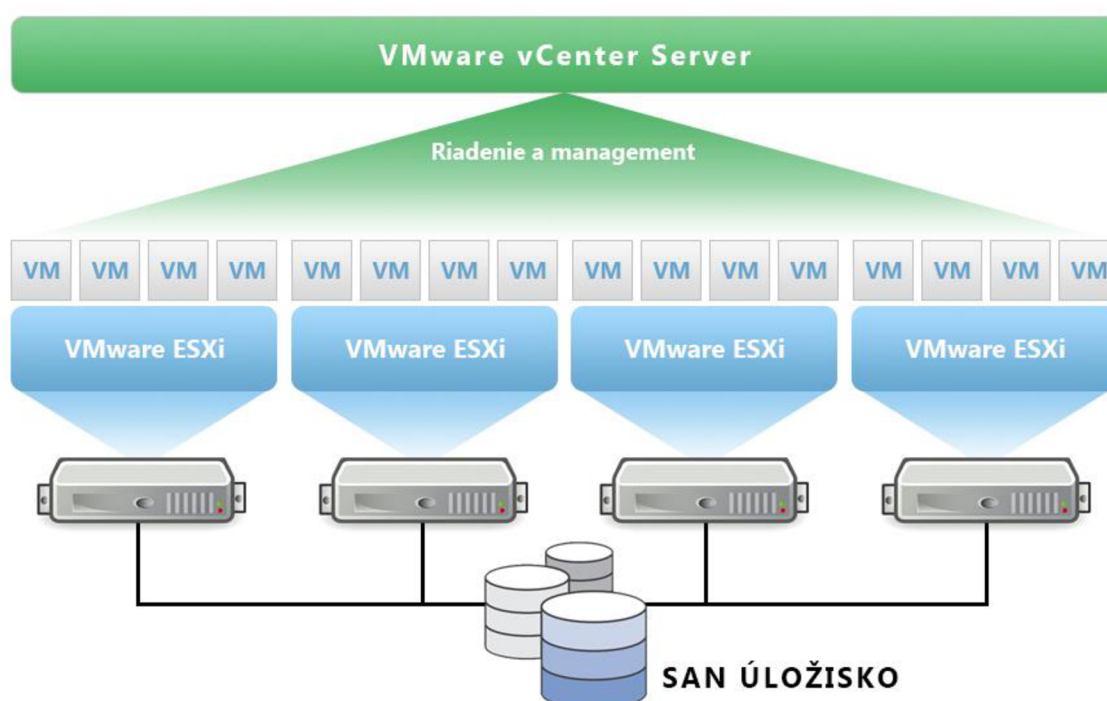 VMware vCenter Server
Riadenie a management
VM VM VM VM VM VM VM VM VM VM VM VM VM VM VM VM
VMware ESXi VMware ESXi VMware ESXi VMware ESXi
SAN ÚLOŽISKO